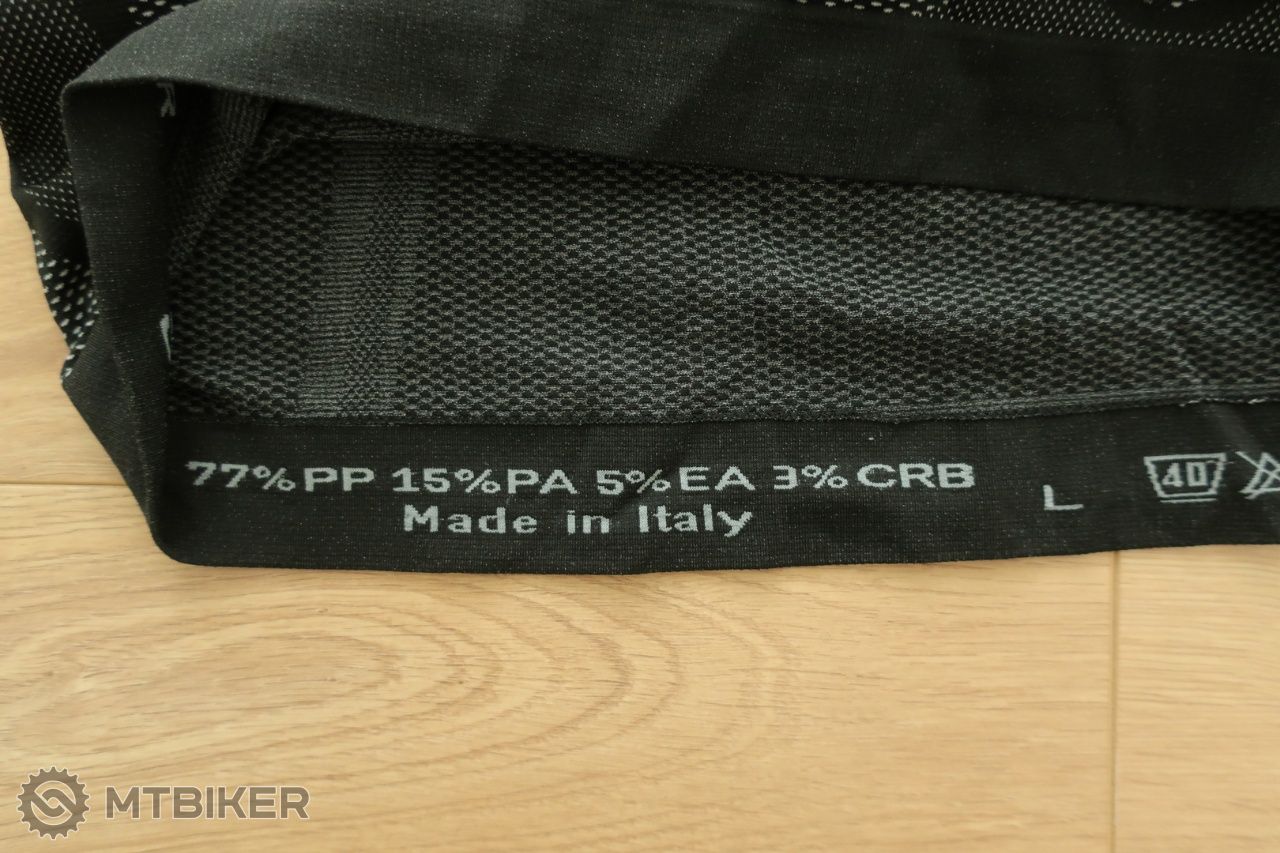 77%PP 15%PA 5%EA 3%CRB
Made in Italy
L
40
MTBIKER